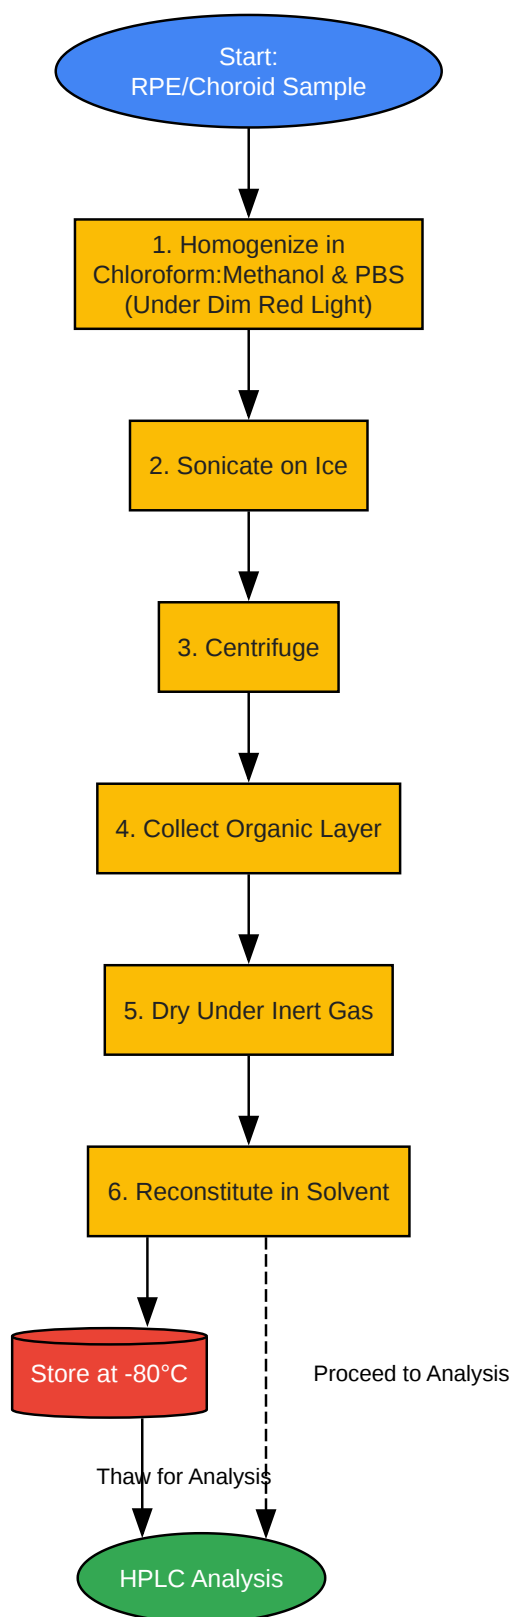 Start:
RPE/Choroid Sample
1. Homogenize in
Chloroform:Methanol & PBS
(Under Dim Red Light)
2. Sonicate on Ice
3. Centrifuge
4. Collect Organic Layer
5. Dry Under Inert Gas
6. Reconstitute in Solvent
Store at -80°C
Proceed to Analysis
Thaw for Analysis
HPLC Analysis